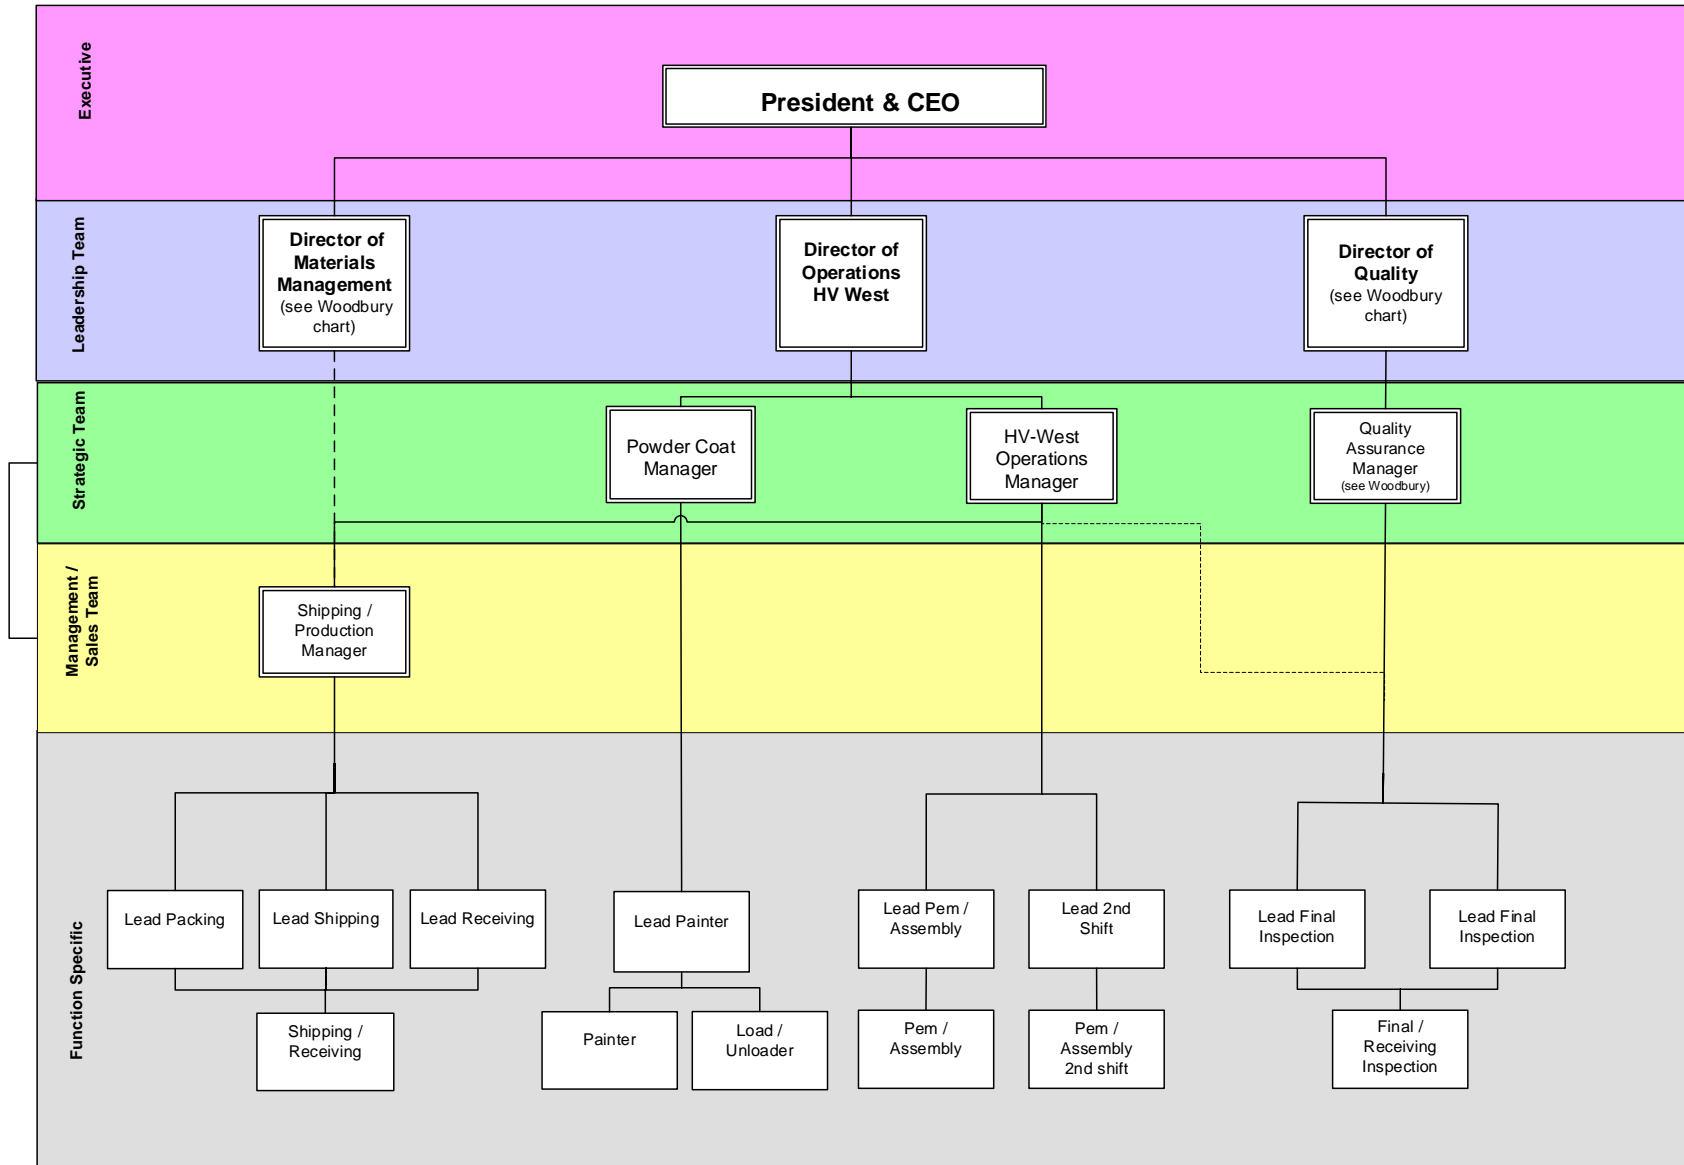 Executive
President & CEO
Leadership Team
Director of
Materials
Management
(see Woodbury
chart)
Director of
Operations
HV West
Director of
Quality
(see Woodbury
chart)
Strategic Team
Powder Coat
Manager
HV-West
Operations
Manager
Quality
Assurance
Manager
(see Woodbury)
Management /
Sales Team
Shipping /
Production
Manager
Function Specific
Lead Packing
Lead Shipping
Lead Receiving
Lead Painter
Lead Pem /
Assembly
Lead 2nd
Shift
Lead Final
Inspection
Lead Final
Inspection
Shipping /
Receiving
Painter
Load /
Unloader
Pem /
Assembly
Pem /
Assembly
2nd shift
Final /
Receiving
Inspection